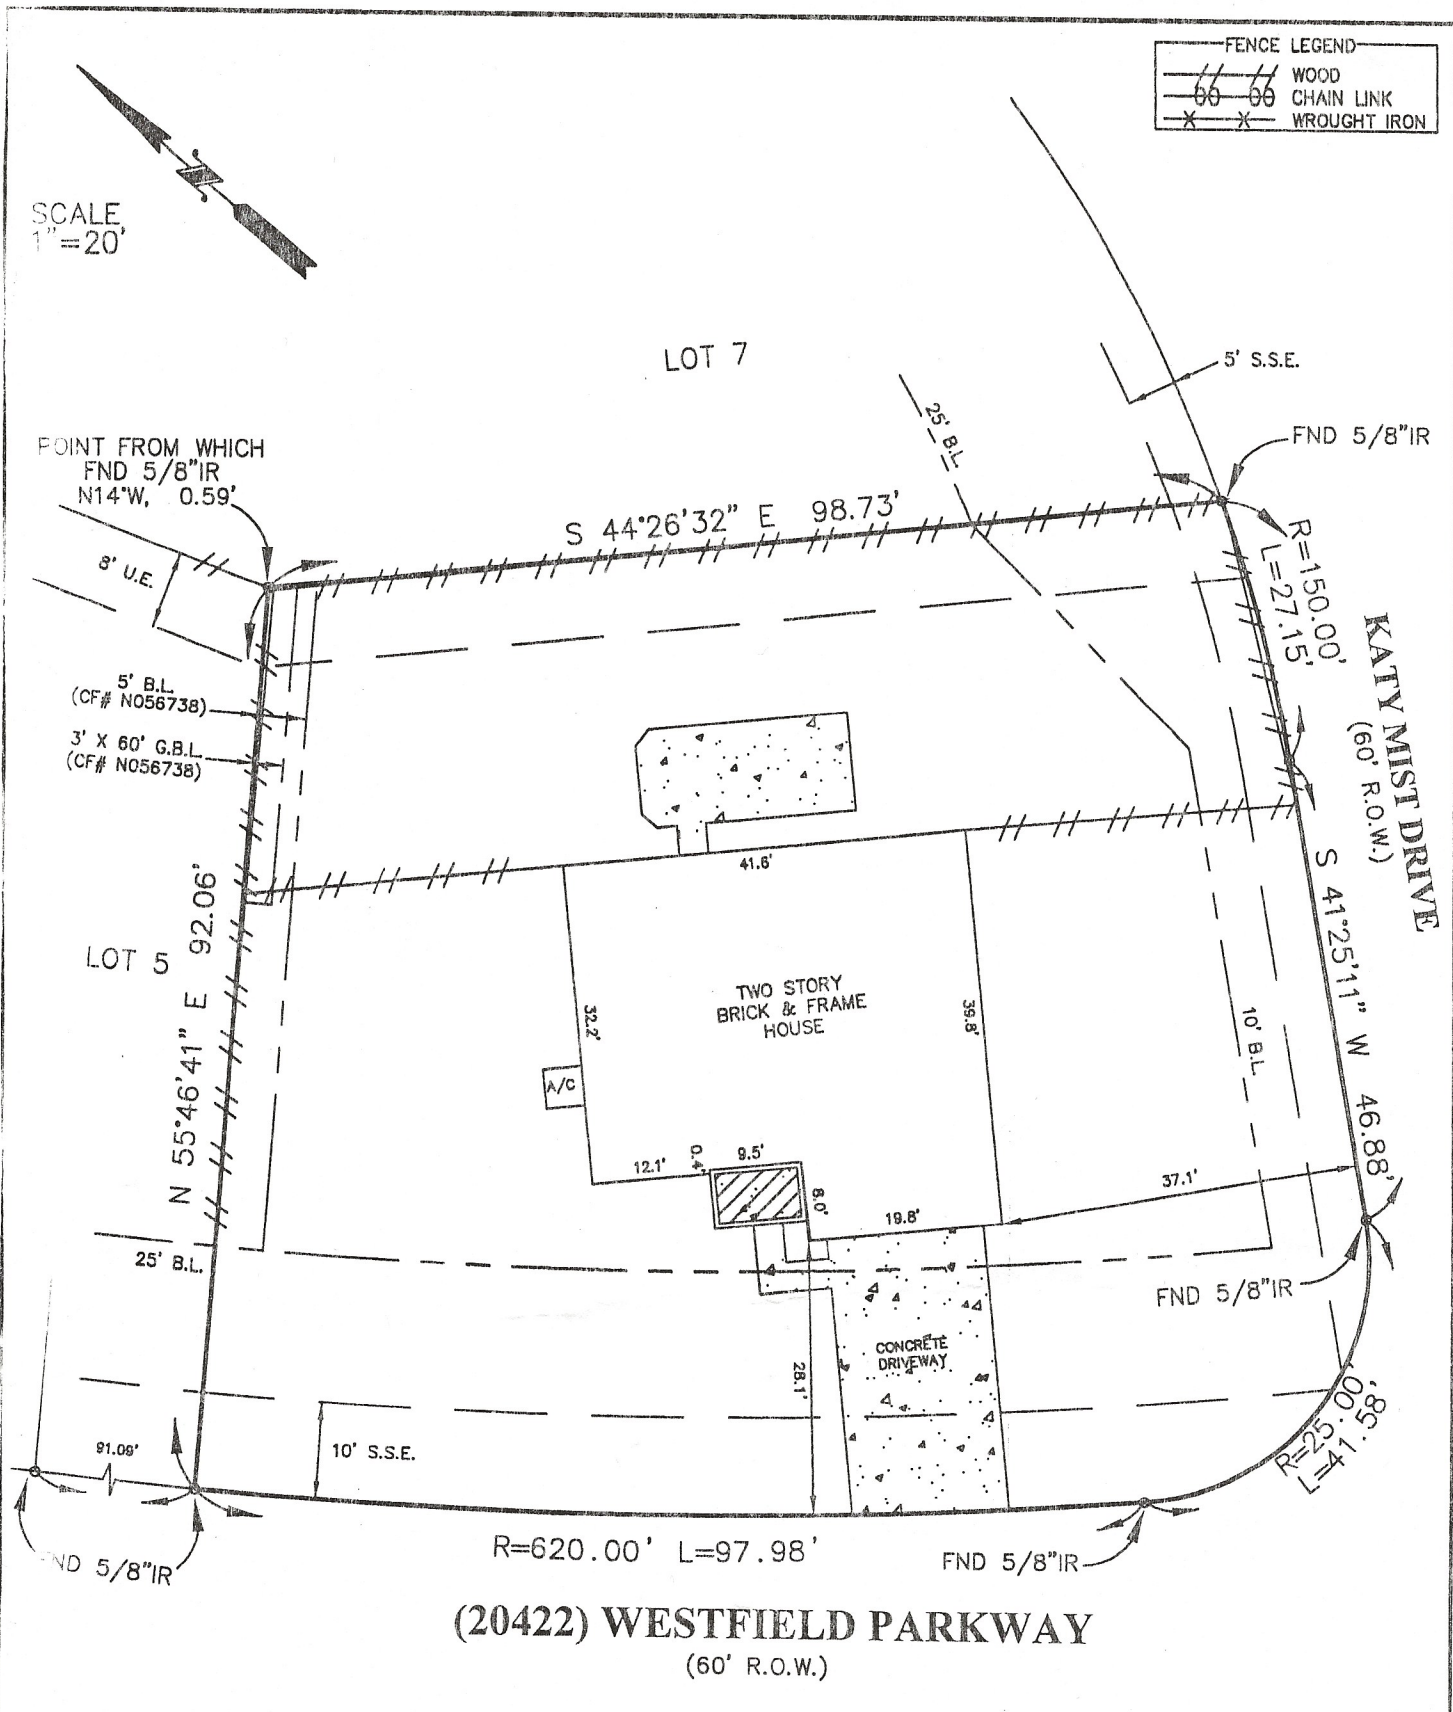 FENCE LEGEND
WOOD
CHAIN LINK
WROUGHT IRON
SCALE
1"=20'
LOT 7
5' S.S.E.
25' B.L.
FND 5/8"IR
POINT FROM WHICH
FND 5/8"IR
N14°W, 0.59'
S 44°26'32" E 98.73'
8' U.E.
R=150.00'
L=27.15'
KATY MIST DRIVE
(60' R.O.W.)
5' B.L.
(CF# N056738)
3' X 60' G.B.L.
(CF# N056738)
41.6'
S 41°25'11" W 46.88'
LOT 5
N 55°46'41" E 92.06'
TWO STORY
BRICK & FRAME
HOUSE
32.2'
39.8'
10' B.L.
A/C
12.1'
0.4'
9.5'
8.0'
19.8'
37.1'
25' B.L.
FND 5/8"IR
CONCRETE
DRIVEWAY
28.1'
R=25.00'
L=41.58'
91.09'
10' S.S.E.
FND 5/8"IR
R=620.00' L=97.98'
FND 5/8"IR
(20422) WESTFIELD PARKWAY
(60' R.O.W.)